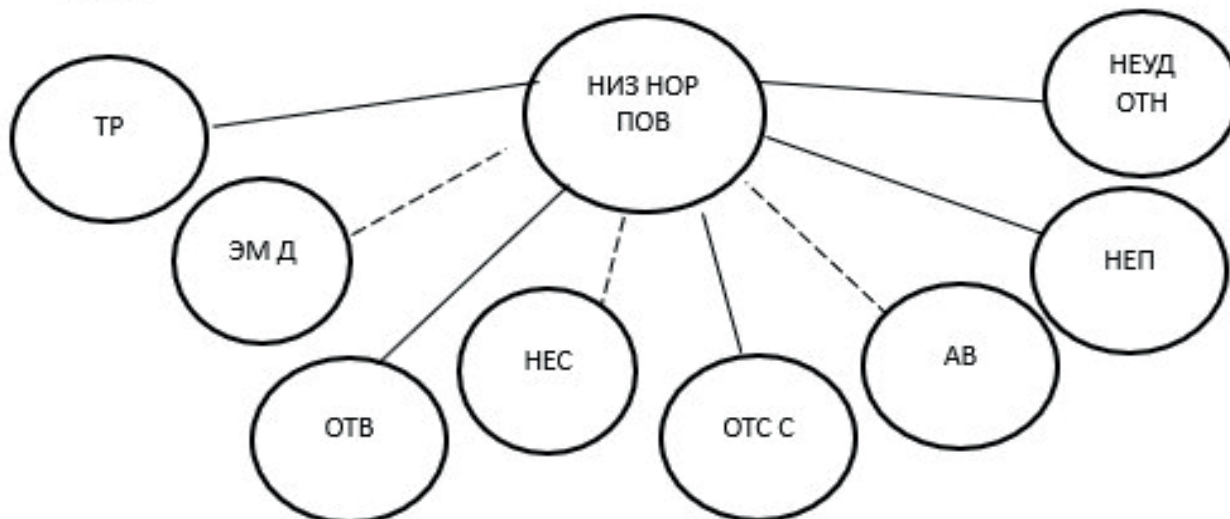 НИЗ НОР
ПОВ
НЕУД
ОТН
ТР
ЭМ Д
НЕП
НЕС
АВ
ОТВ
ОТС С